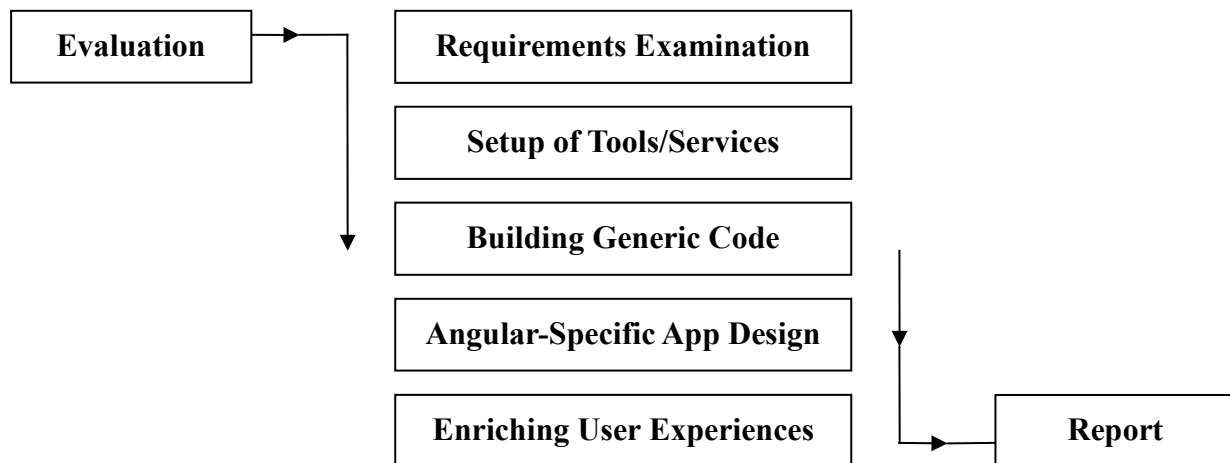 Evaluation
Requirements Examination
Setup of Tools/Services
Building Generic Code
Angular-Specific App Design
Enriching User Experiences
Report